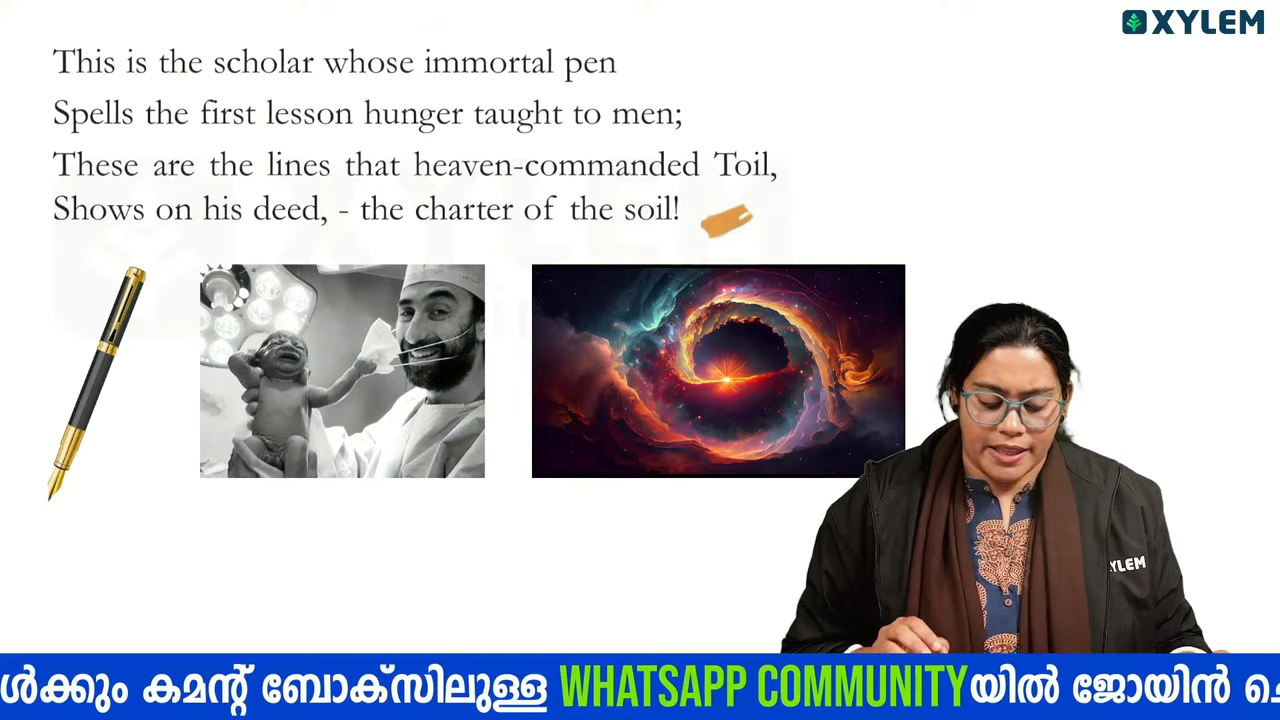 XYLEM
This is the scholar whose immortal pen
Spells the first lesson hunger taught to men;
These are the lines that heaven-commanded Toil,
Shows on his deed, - the charter of the soil!
YLEM
ൾക്കും കമന്റ് ബോക്സിലുള്ള WHATSAPP COMMUNITYയിൽ ജോയിൻ ചെ